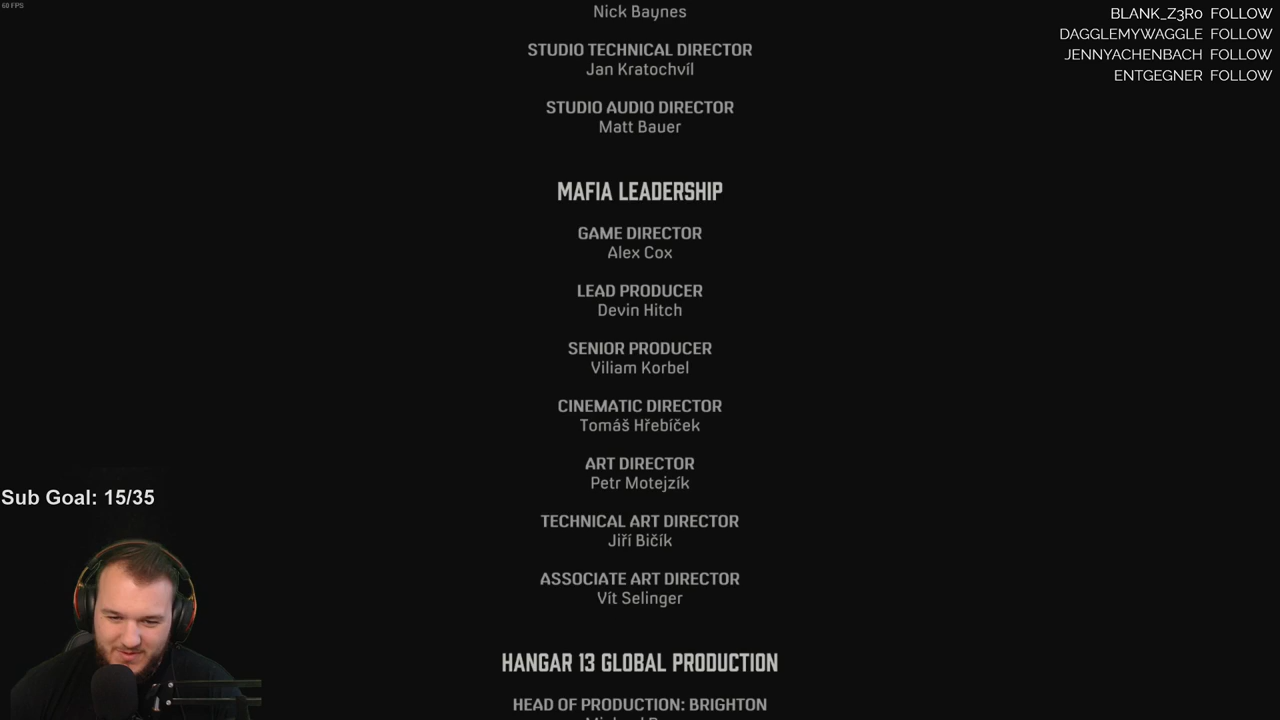 60 FPS
BLANK_Z3R0 FOLLOW
DAGGLEMYWAGGLE FOLLOW
JENNYACHENBACH FOLLOW
ENTGEGNER FOLLOW
Nick Baynes
STUDIO TECHNICAL DIRECTOR
Jan Kratochvíl
STUDIO AUDIO DIRECTOR
Matt Bauer
MAFIA LEADERSHIP
GAME DIRECTOR
Alex Cox
LEAD PRODUCER
Devin Hitch
SENIOR PRODUCER
Viliam Korbel
CINEMATIC DIRECTOR
Tomáš Hřebíček
ART DIRECTOR
Petr Motejzík
TECHNICAL ART DIRECTOR
Jiří Bičík
ASSOCIATE ART DIRECTOR
Vít Selinger
Sub Goal: 15/35
HANGAR 13 GLOBAL PRODUCTION
HEAD OF PRODUCTION: BRIGHTON